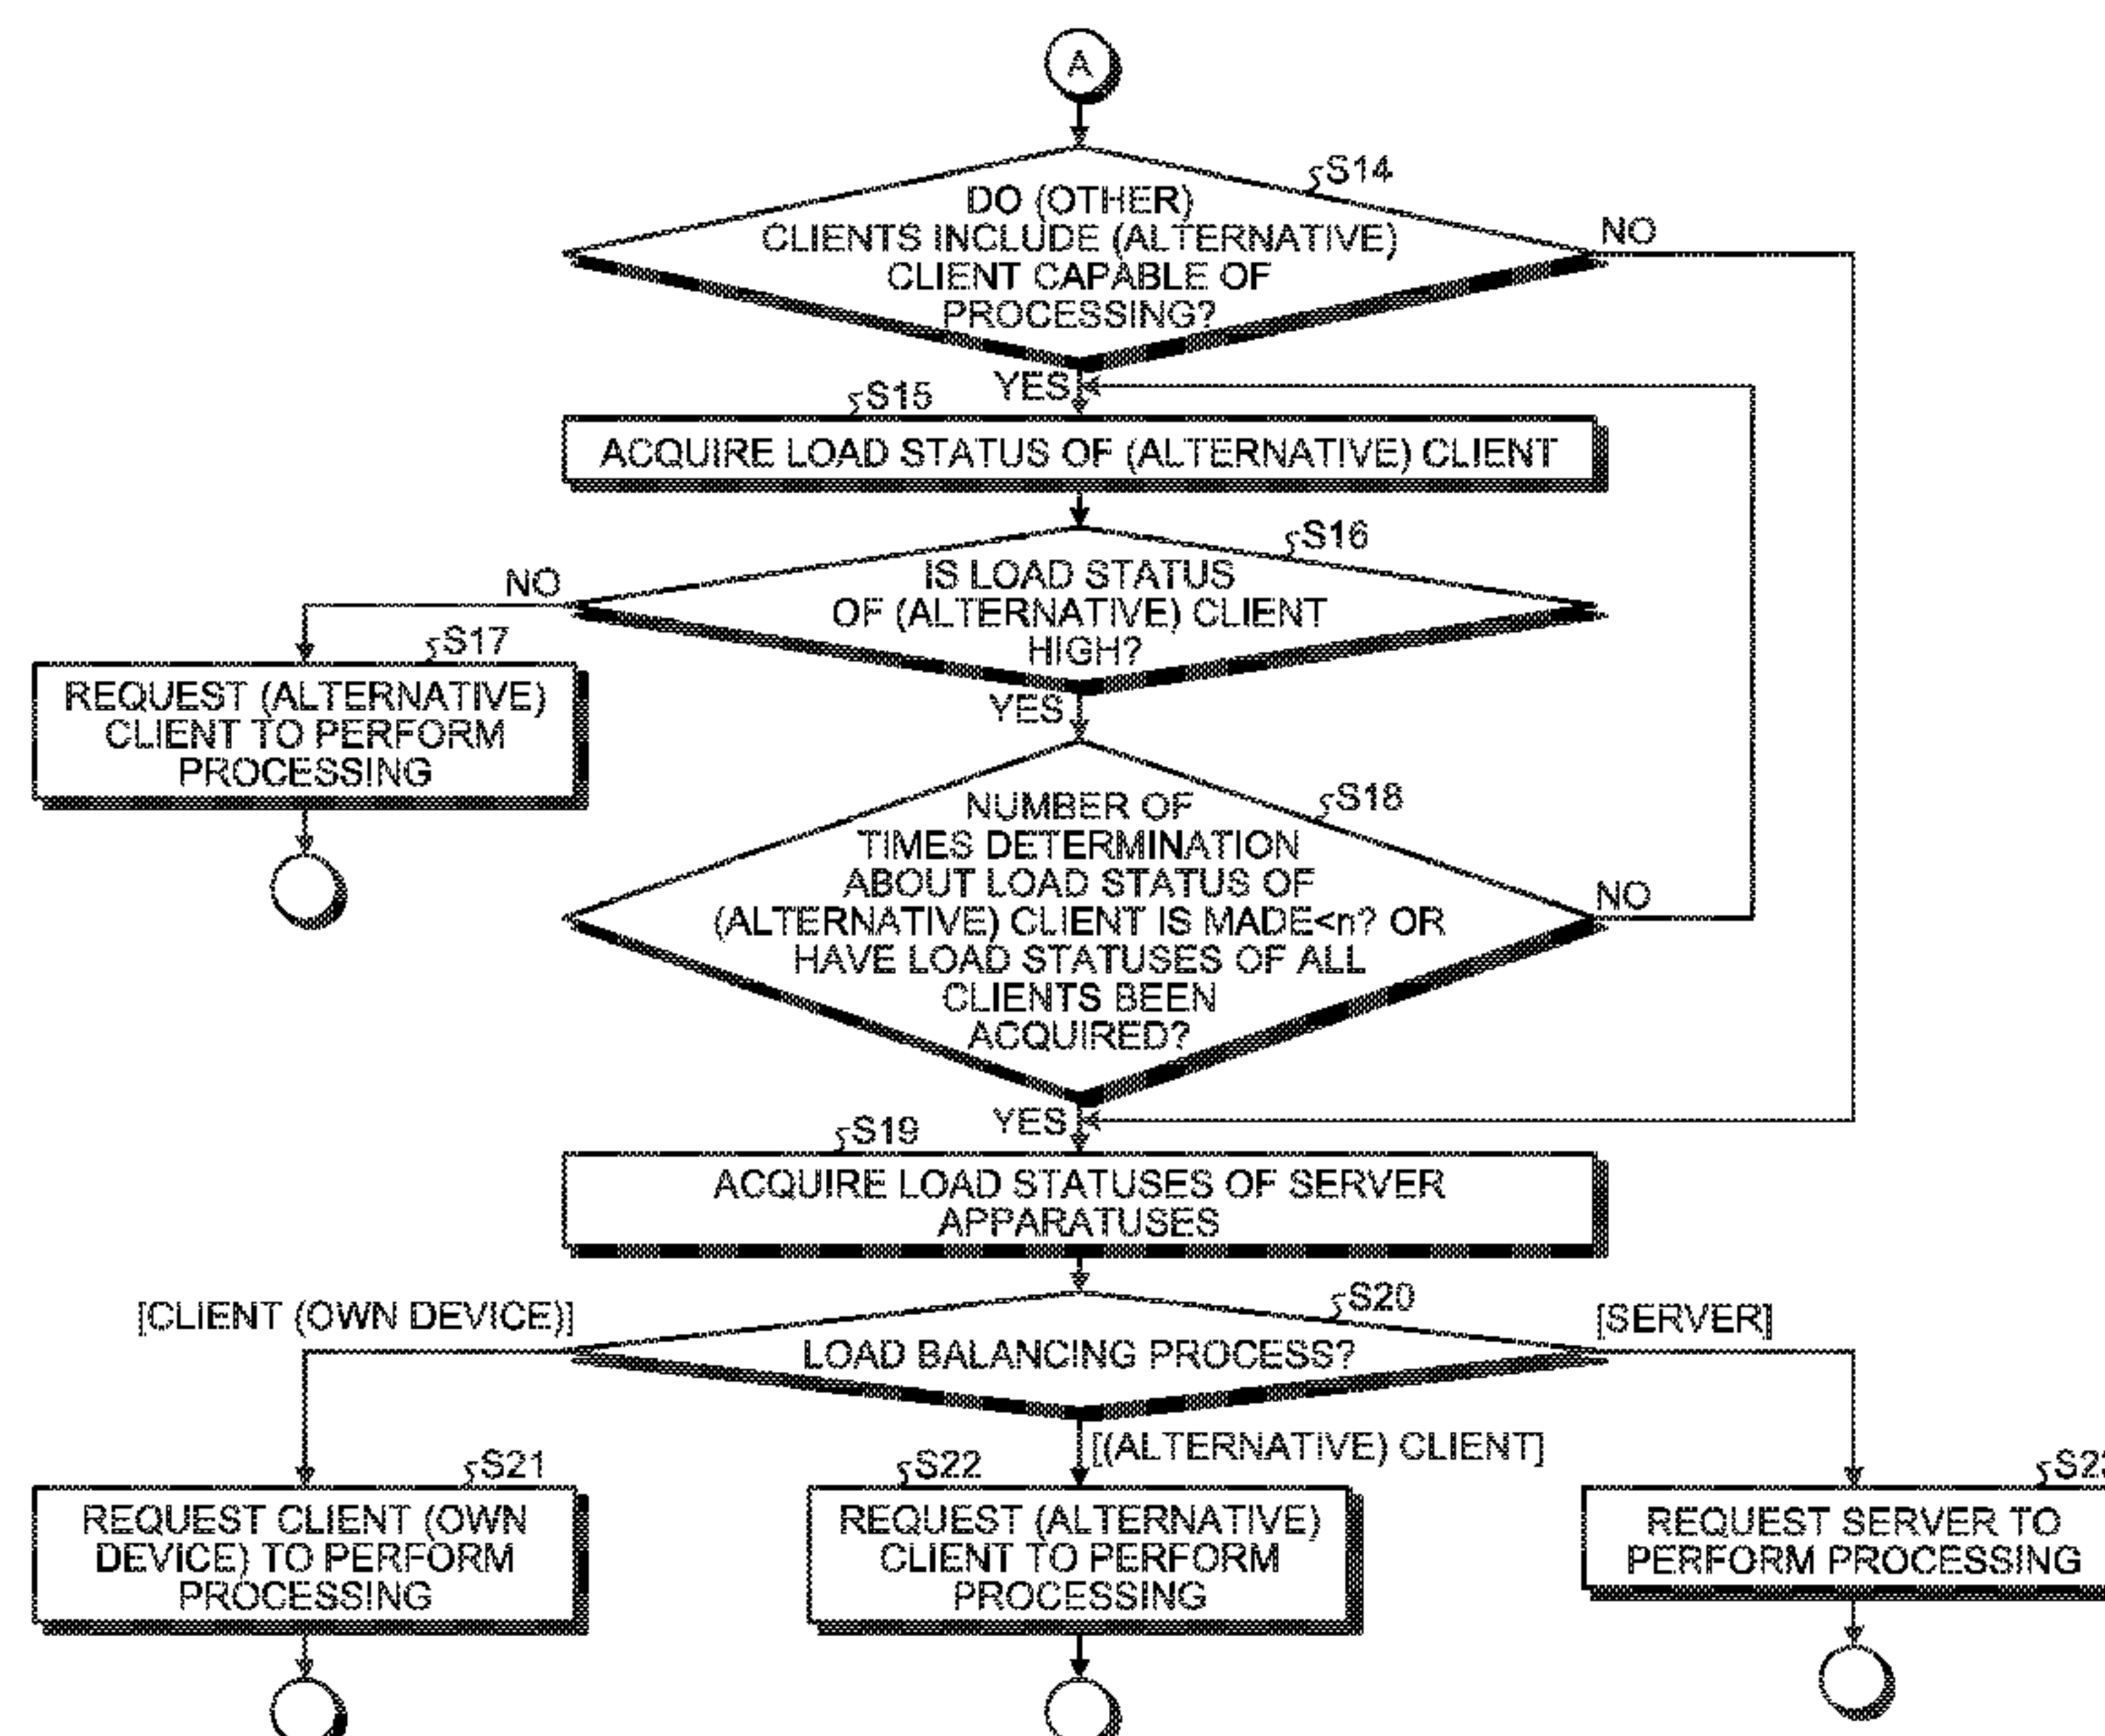 A
S14
DO (OTHER)
CLIENTS INCLUDE (ALTERNATIVE)
CLIENT CAPABLE OF
PROCESSING?
NO
YES
S15
ACQUIRE LOAD STATUS OF (ALTERNATIVE) CLIENT
S16
IS LOAD STATUS
OF (ALTERNATIVE) CLIENT
HIGH?
NO
S17
REQUEST (ALTERNATIVE)
CLIENT TO PERFORM
PROCESSING
YES
S18
NUMBER OF
TIMES DETERMINATION
ABOUT LOAD STATUS OF
(ALTERNATIVE) CLIENT IS MADE<n? OR
HAVE LOAD STATUSES OF ALL
CLIENTS BEEN
ACQUIRED?
NO
YES
S19
ACQUIRE LOAD STATUSES OF SERVER
APPARATUSES
S20
LOAD BALANCING PROCESS?
[CLIENT (OWN DEVICE)]
[SERVER]
[(ALTERNATIVE) CLIENT]
S21
REQUEST CLIENT (OWN
DEVICE) TO PERFORM
PROCESSING
S22
REQUEST (ALTERNATIVE)
CLIENT TO PERFORM
PROCESSING
S23
REQUEST SERVER TO
PERFORM PROCESSING